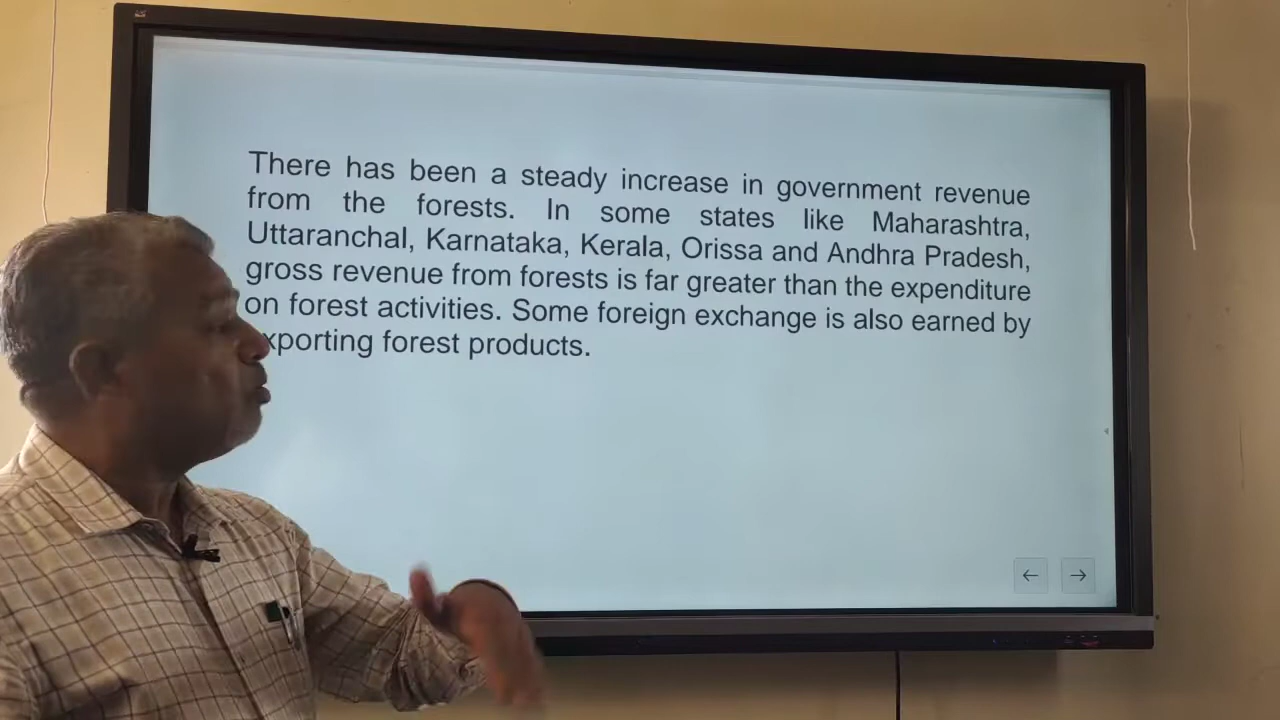 There has been a steady increase in government revenue
from the forests. In some states like Maharashtra,
Uttaranchal, Karnataka, Kerala, Orissa and Andhra Pradesh,
gross revenue from forests is far greater than the expenditure
on forest activities. Some foreign exchange is also earned by
xporting forest products.